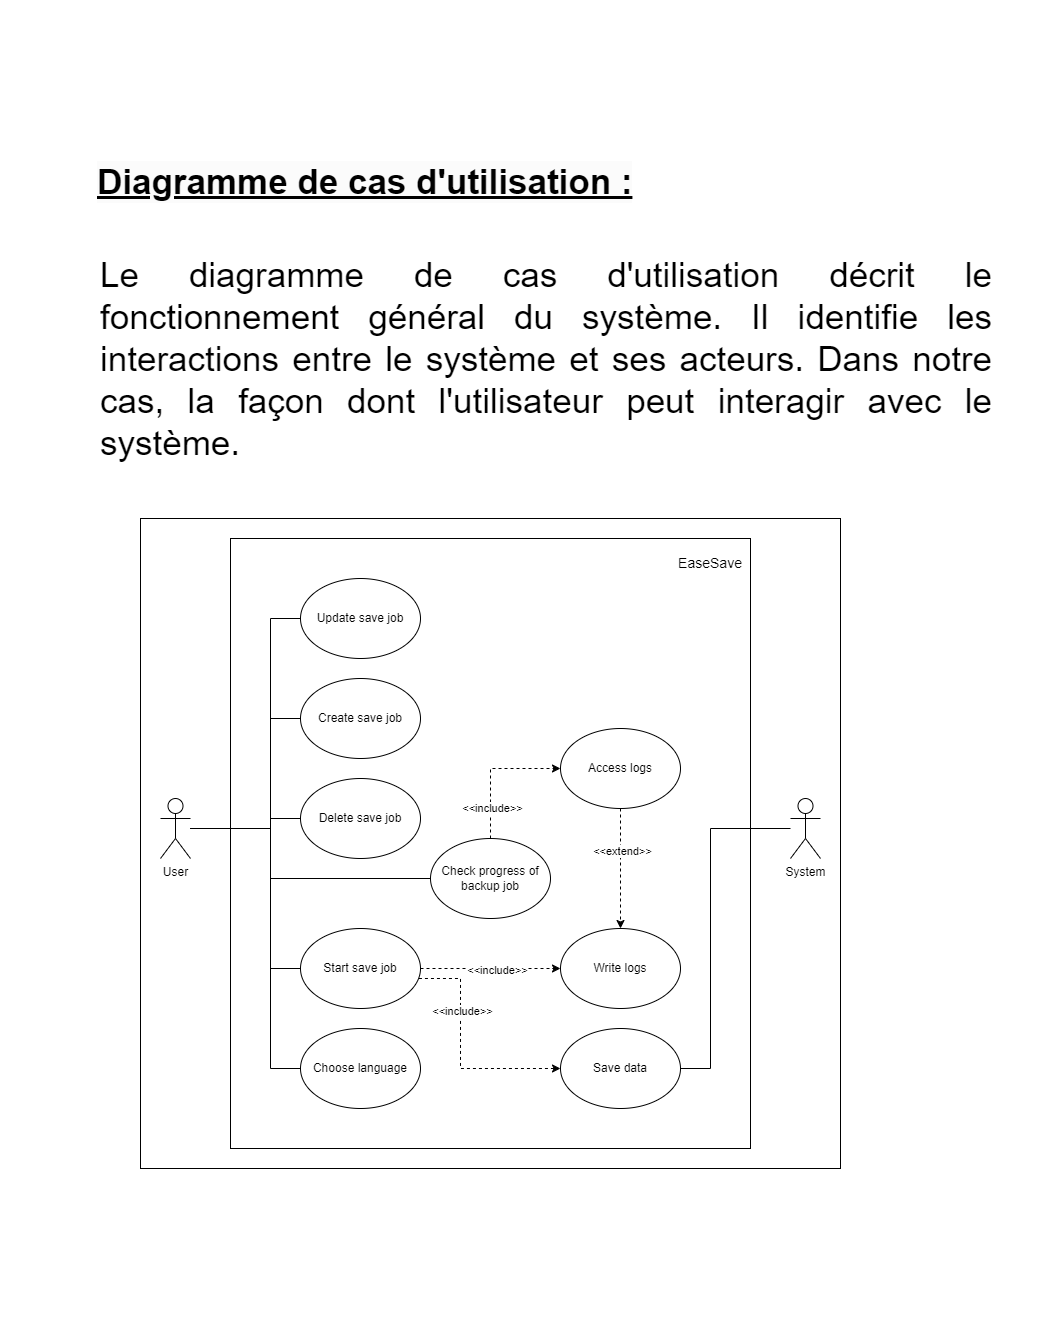 Diagramme de cas d'utilisation :
Le diagramme de cas d'utilisation décrit le
fonctionnement général du système. Il identifie les
interactions entre le système et ses acteurs. Dans notre
cas, la façon dont l'utilisateur peut interagir avec le
système.
EaseSave
Update save job
Create save job
Access logs
Delete save job
<<include>>
<<extend>>
User
Check progress of
backup job
System
Start save job
<<include>>
Write logs
<<include>>
Choose language
Save data